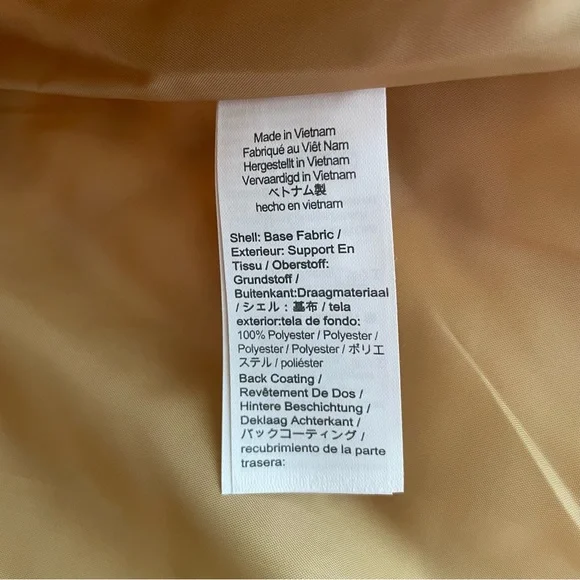 Made in Vietnam
Fabriqué au Viêt Nam
Hergestellt in Vietnam
Vervaardigd in Vietnam
ベトナム製
hecho en vietnam
Shell: Base Fabric /
Exterieur: Support En
Tissu / Oberstoff:
Grundstoff /
Buitenkant:Draagmateriaal
/ シェル：基布 / tela
exterior:tela de fondo:
100% Polyester / Polyester /
Polyester / Polyester / ポリエ
ステル / poliéster
Back Coating /
Revêtement De Dos /
Hintere Beschichtung /
Deklaag Achterkant /
バックコーティング /
recubrimiento de la parte
trasera: